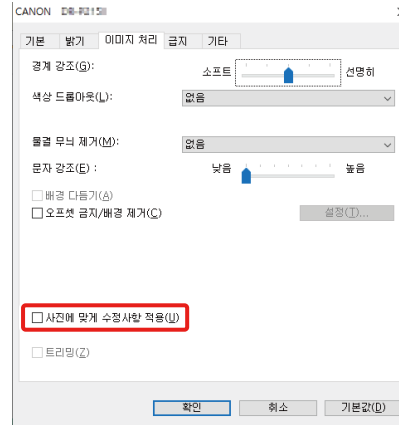 CANON
기본 밝기 이미지 처리 급지 기타
경계 강조(G): 소프트 선명히
색상 드롭아웃(L): 없음
물결 무늬 제거(M): 없음
문자 강조(E) : 낮음 높음
배경 다듬기(A)
오프셋 금지/배경 제거(C) 설정(T)...
사진에 맞게 수정사항 적용(U)
트리밍(Z)
확인 취소 기본값(D)